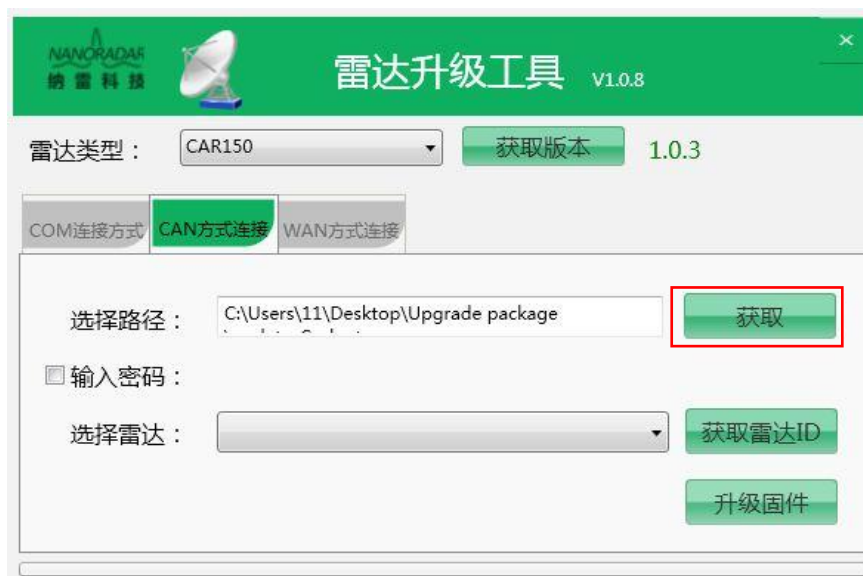 NANORADAR
纳雷科技
雷达升级工具 V1.0.8
×
雷达类型： CAR150 获取版本 1.0.3
COM连接方式 CAN方式连接 WAN方式连接
选择路径： C:\Users\11\Desktop\Upgrade package 获取
输入密码：
选择雷达： 获取雷达ID
升级固件